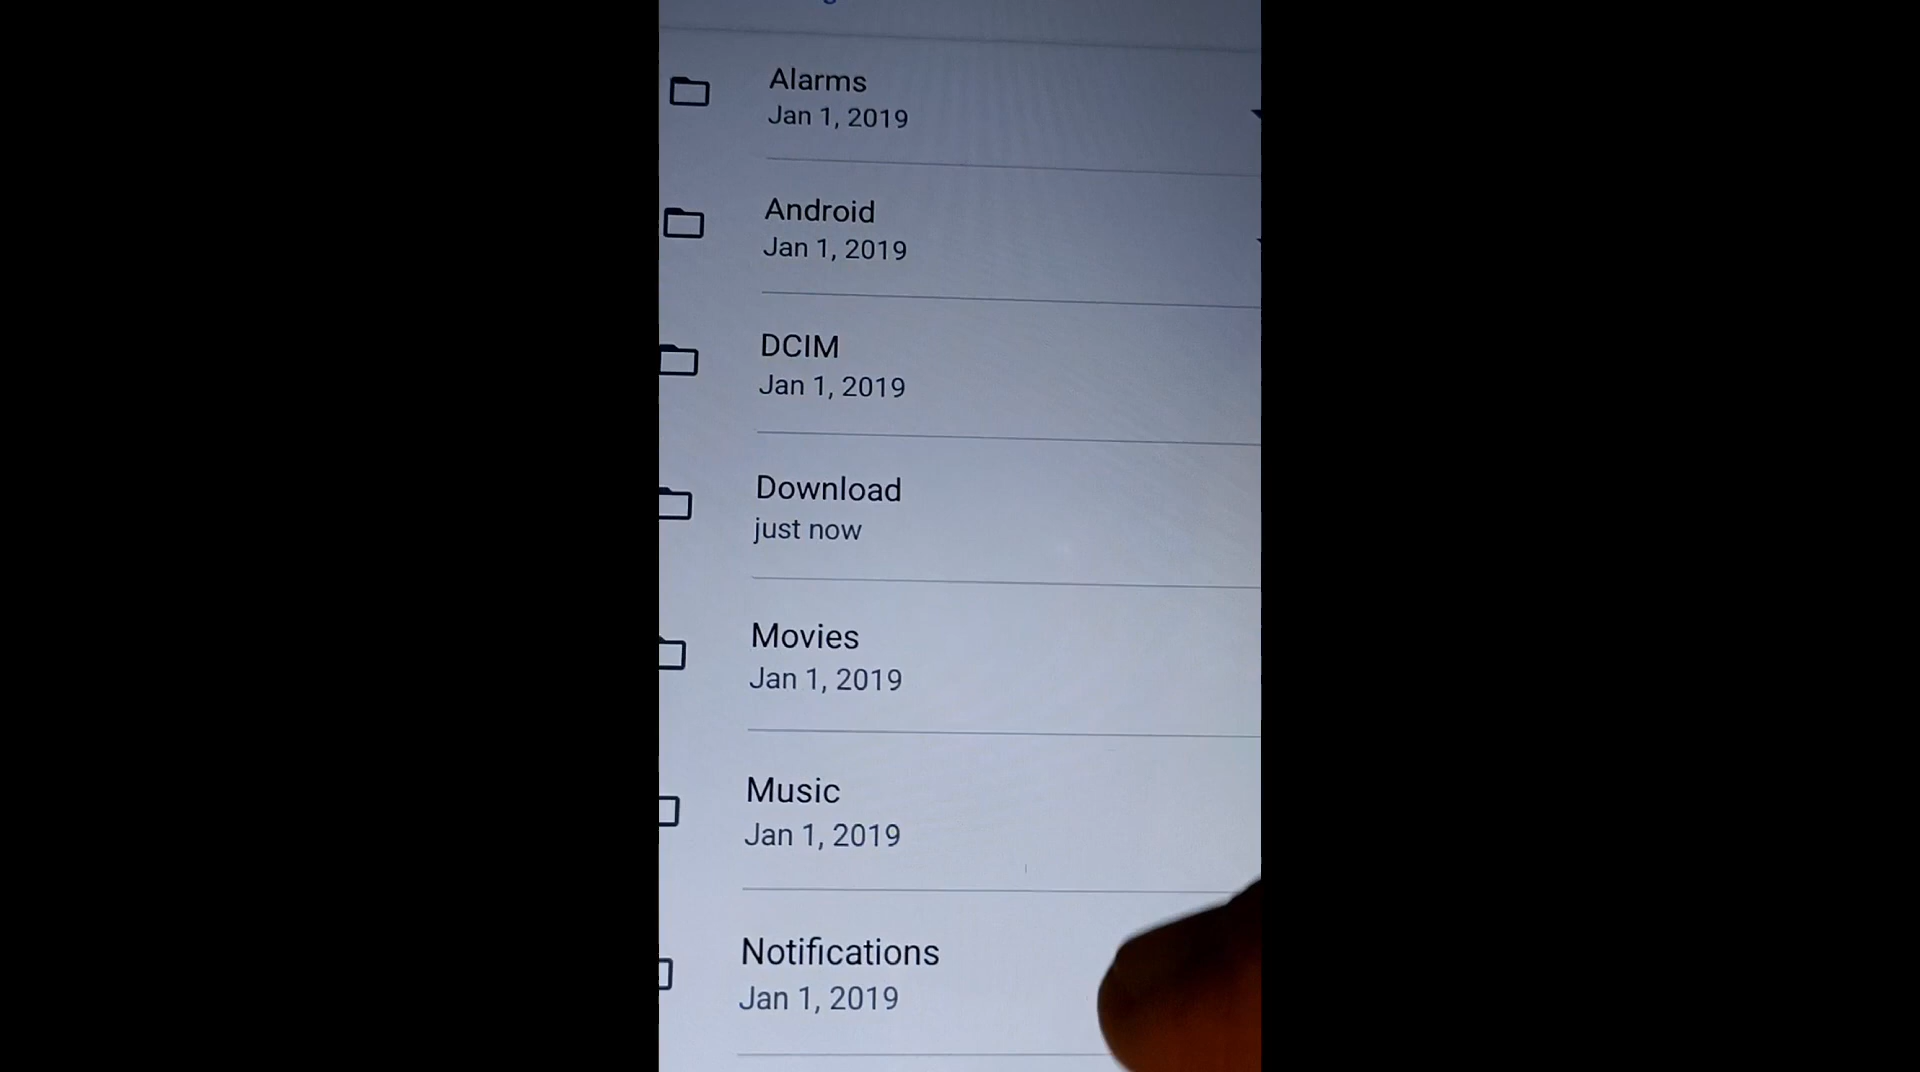 Alarms
Jan 1, 2019
Android
Jan 1, 2019
DCIM
Jan 1, 2019
Download
just now
Movies
Jan 1, 2019
Music
Jan 1, 2019
Notifications
Jan 1, 2019